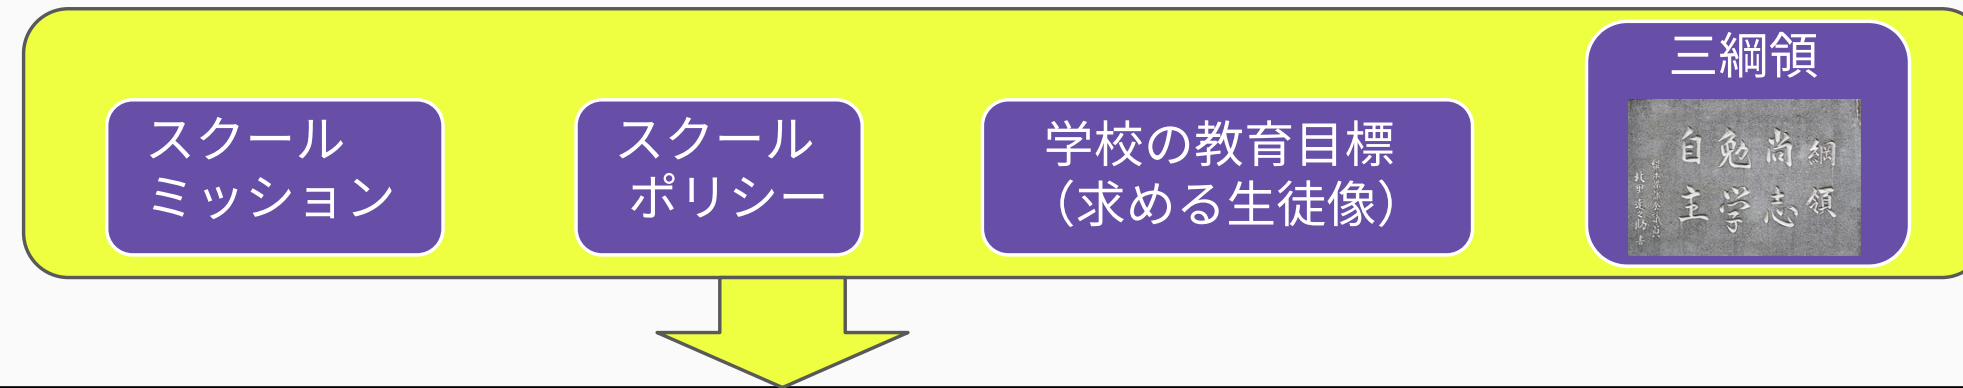 スクール
ミッション
スクール
ポリシー
学校の教育目標
（求める生徒像）
三綱領
綱領
尚志
勉学
自主